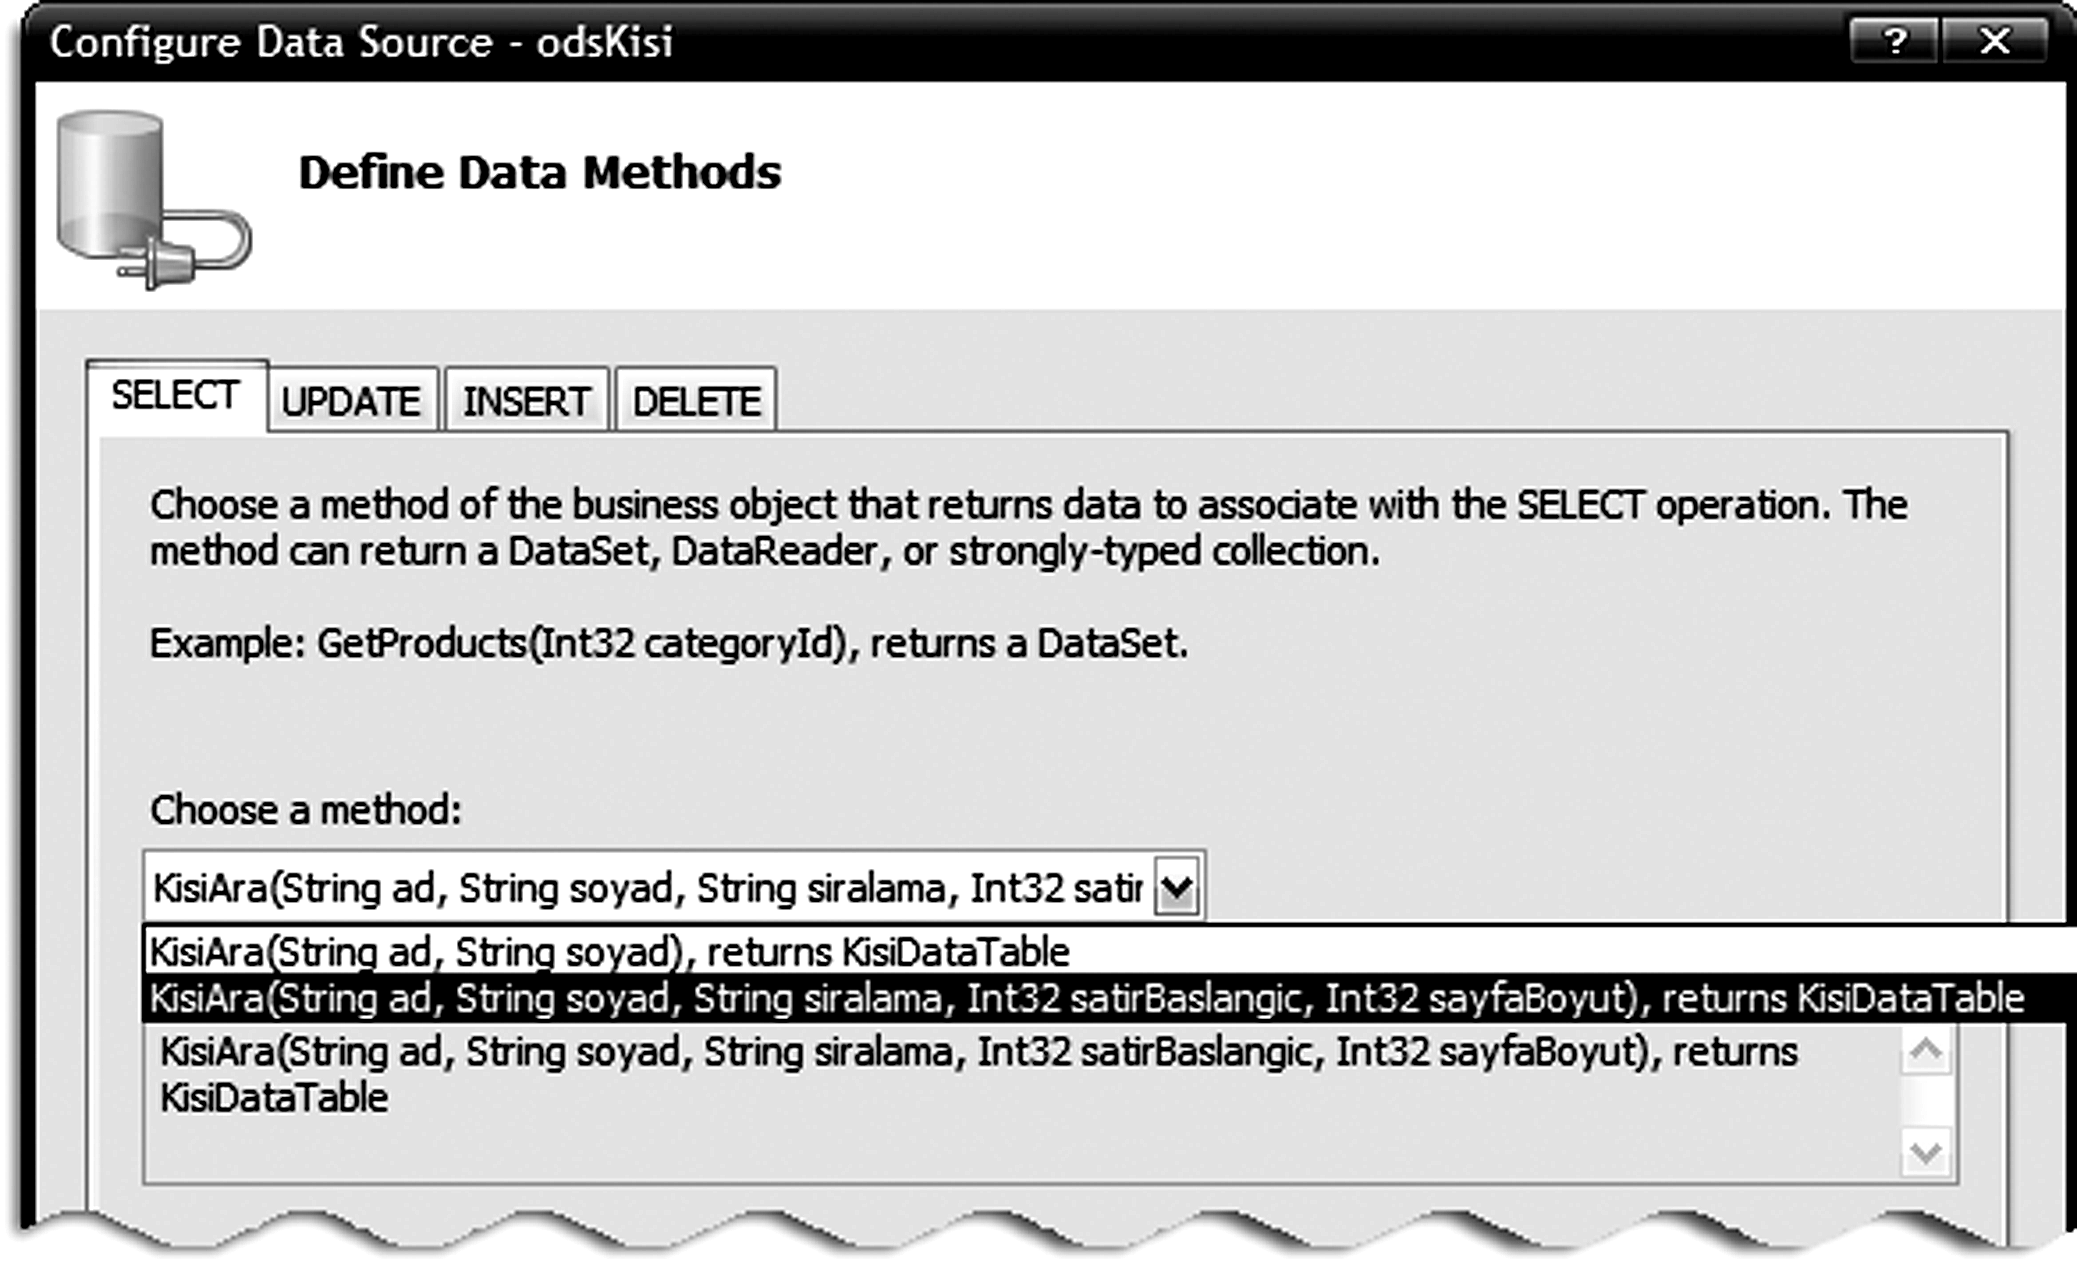 Configure Data Source - odsKisi
?
Define Data Methods
SELECT UPDATE INSERT DELETE
Choose a method of the business object that returns data to associate with the SELECT operation. The
method can return a DataSet, DataReader, or strongly-typed collection.
Example: GetProducts(Int32 categoryId), returns a DataSet.
Choose a method:
KisiAra(String ad, String soyad, String siralama, Int32 satir
KisiAra(String ad, String soyad), returns KisiDataTable
KisiAra(String ad, String soyad, String siralama, Int32 satirBaslangic, Int32 sayfaBoyut), returns KisiDataTable
KisiAra(String ad, String soyad, String siralama, Int32 satirBaslangic, Int32 sayfaBoyut), returns
KisiDataTable